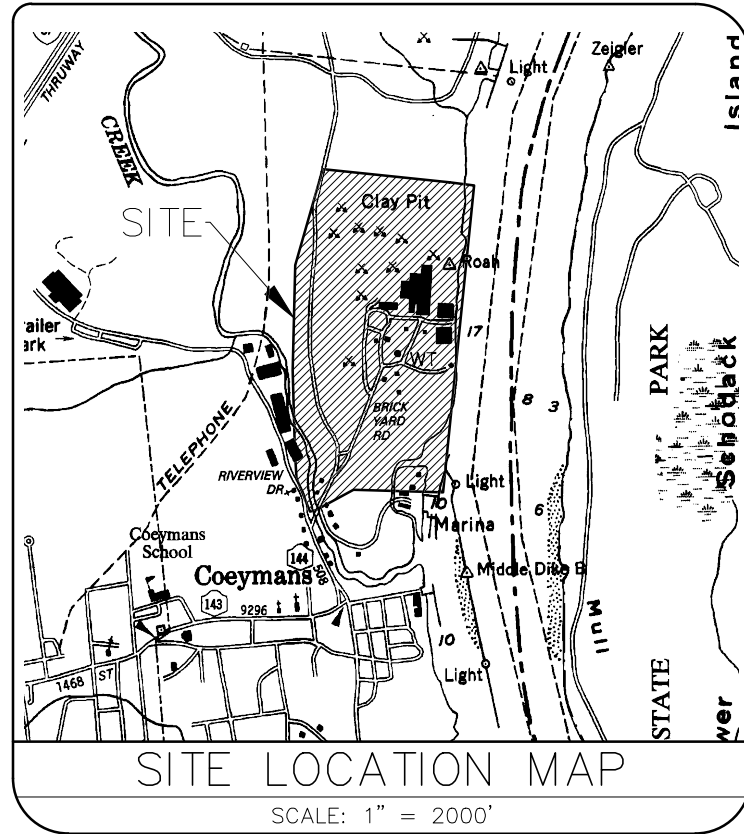 THRUWAY
CREEK
SITE
Clay Pit
Light
Zeigler
Island
Roah
17
railer
ark
WT
BRICK
YARD
RD
8
3
PARK
Schodack
TELEPHONE
RIVERVIEW
DR
Light
10
Marina
6
Coeymans
School
144
508
Coeymans
143
9296
Middle Dike B
Mull
10
Light
1468 ST
STATE
wer
SITE LOCATION MAP
SCALE: 1" = 2000'